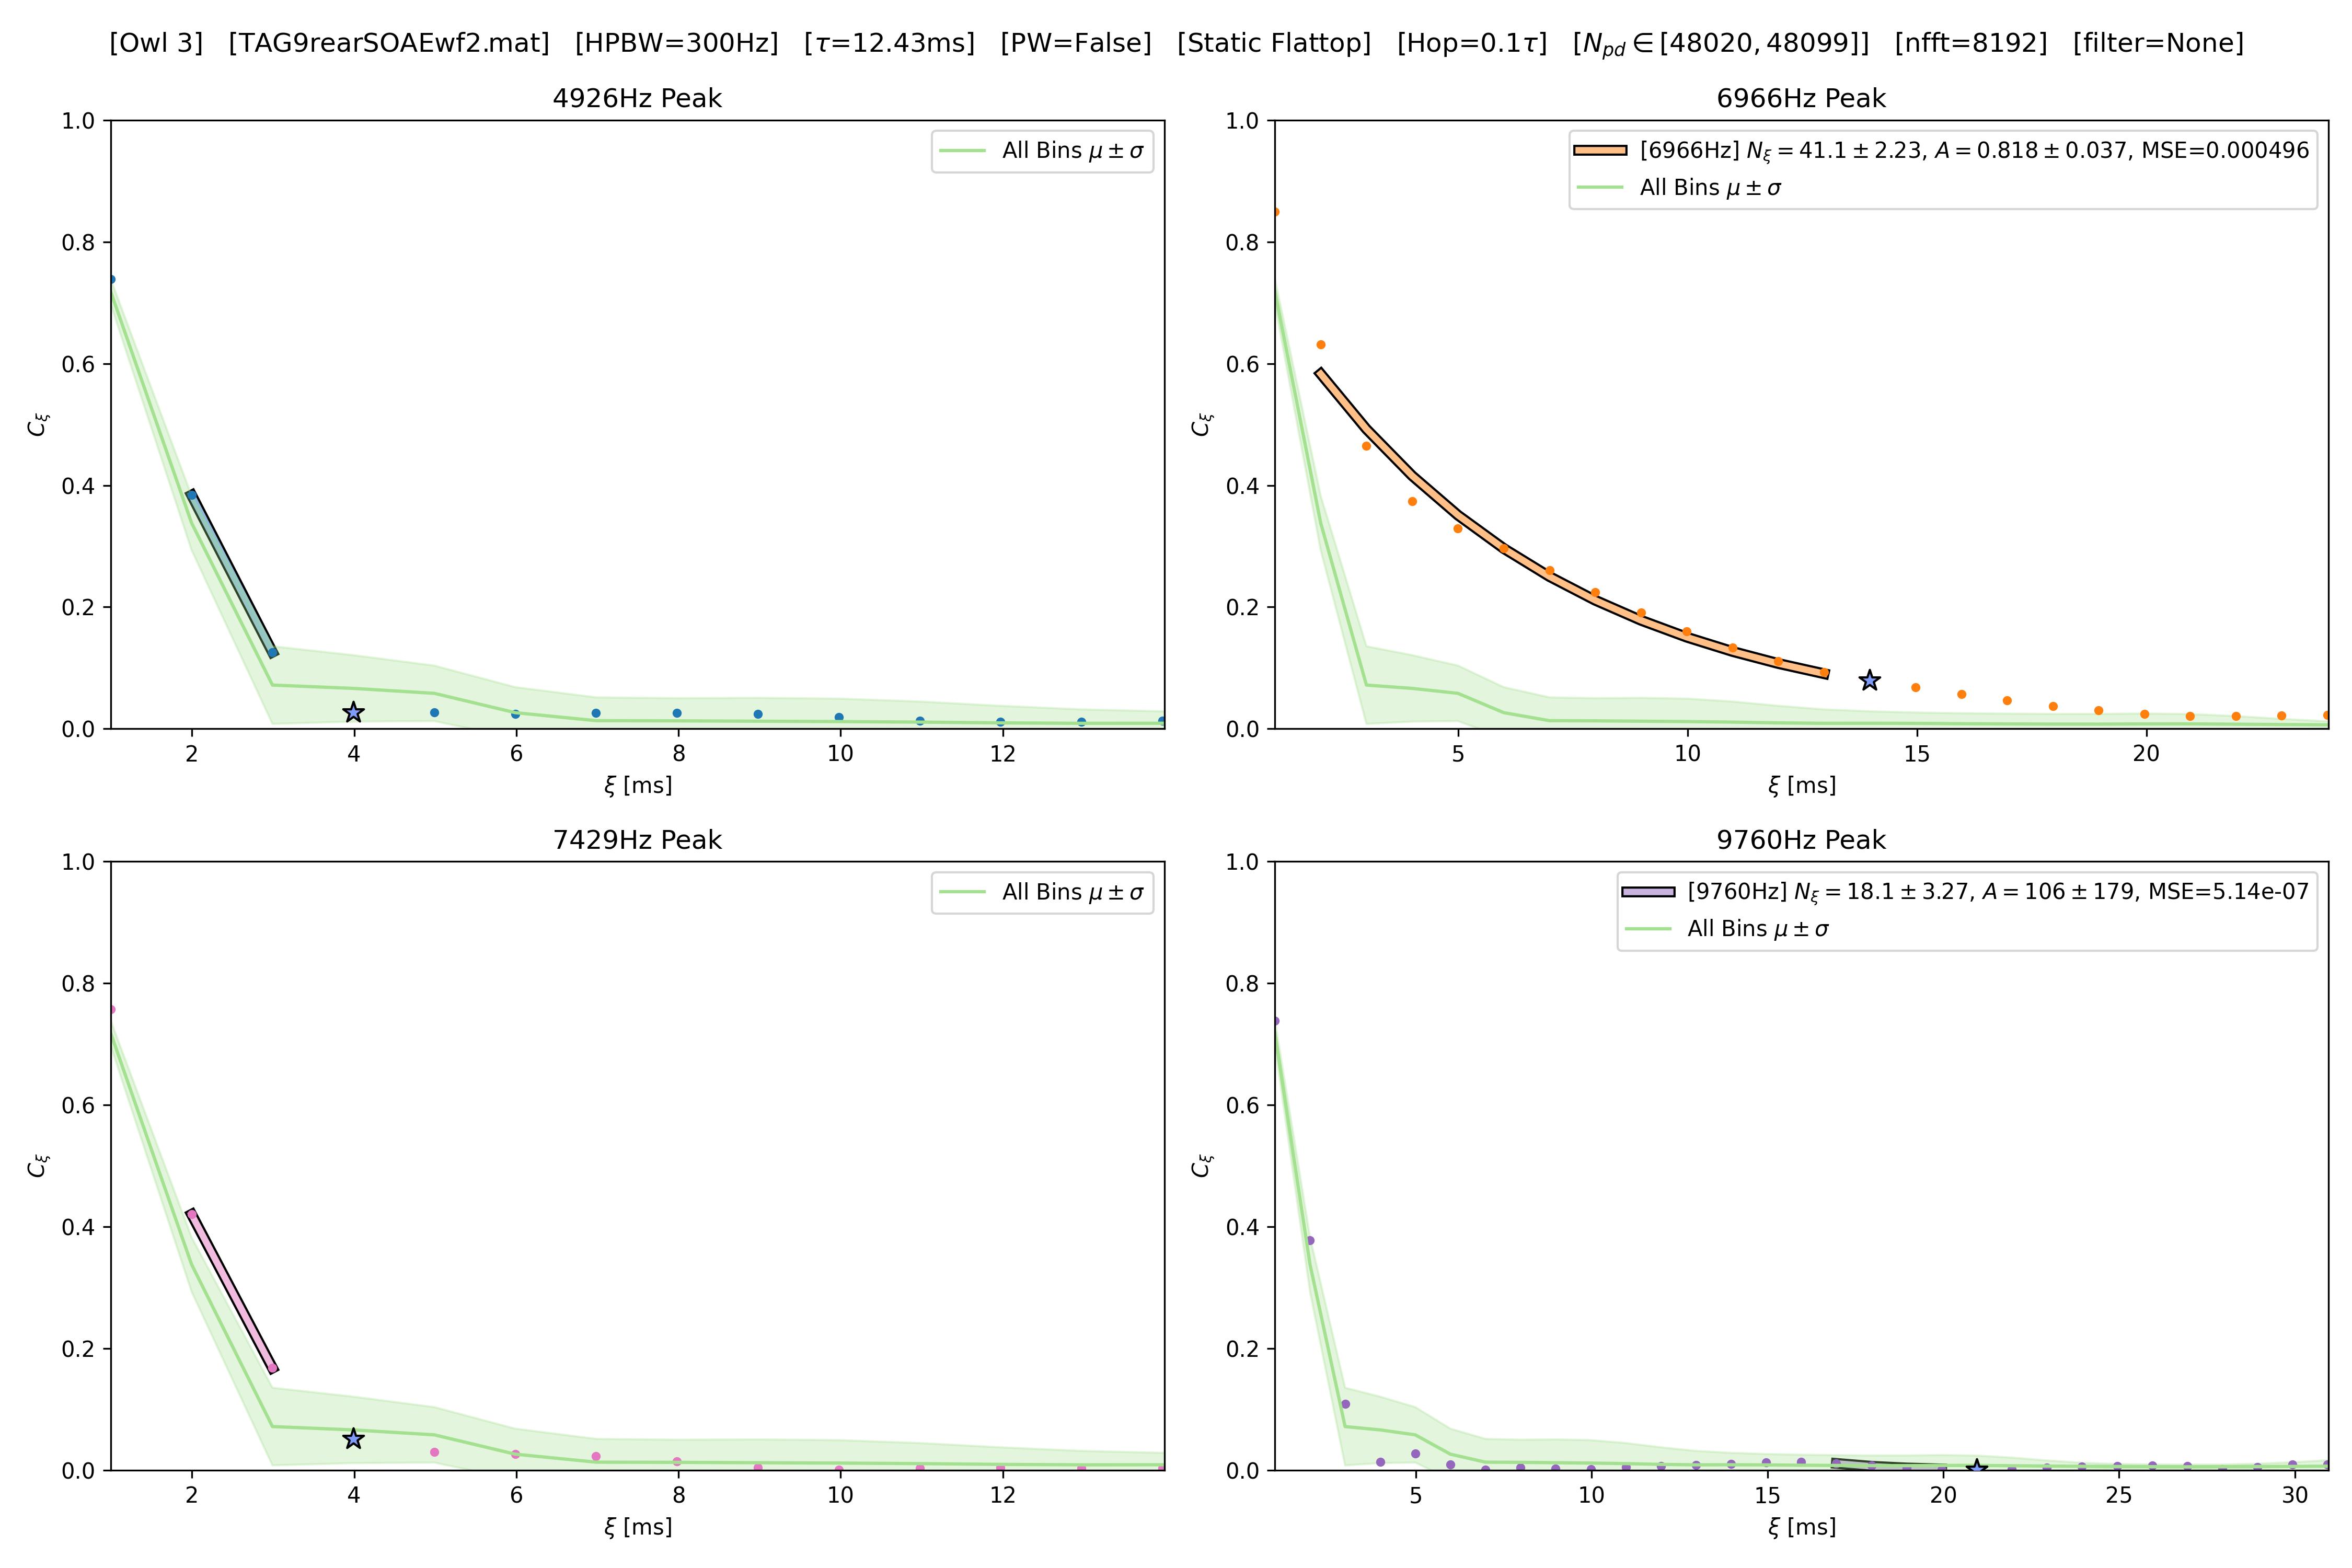 [Owl 3] [TAG9rearSOAEwf2.mat] [HPBW=300Hz] [τ=12.43ms] [PW=False] [Static Flattop] [Hop=0.1τ] [N_pd ∈ [48020, 48099]] [nfft=8192] [filter=None]
4926Hz Peak
1.0
0.8
0.6
0.4
0.2
0.0
C_ξ
All Bins μ ± σ
2 4 6 8 10 12
ξ [ms]
6966Hz Peak
1.0
0.8
0.6
0.4
0.2
0.0
C_ξ
[6966Hz] N_ξ = 41.1 ± 2.23, A = 0.818 ± 0.037, MSE=0.000496
All Bins μ ± σ
5 10 15 20
ξ [ms]
7429Hz Peak
1.0
0.8
0.6
0.4
0.2
0.0
C_ξ
All Bins μ ± σ
2 4 6 8 10 12
ξ [ms]
9760Hz Peak
1.0
0.8
0.6
0.4
0.2
0.0
C_ξ
[9760Hz] N_ξ = 18.1 ± 3.27, A = 106 ± 179, MSE=5.14e-07
All Bins μ ± σ
5 10 15 20 25 30
ξ [ms]